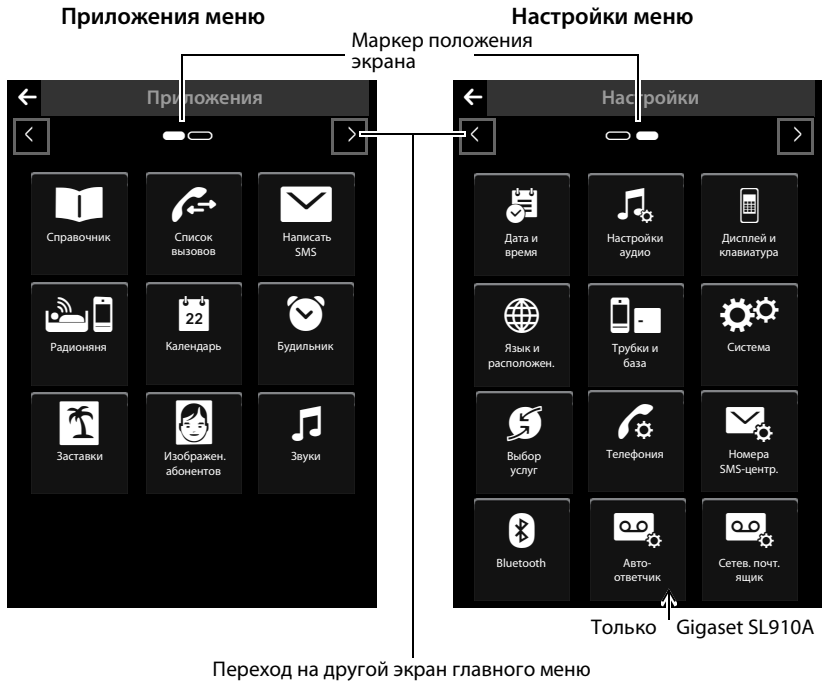 Приложения меню
Настройки меню
Маркер положения
экрана
Приложения
Настройки
Справочник
Список
вызовов
Написать
SMS
Радионяня
22
Календарь
Будильник
Заставки
Изображен.
абонентов
Звуки
Дата и
время
Настройки
аудио
Дисплей и
клавиатура
Язык и
расположен.
Трубки и
база
Система
Выбор
услуг
Телефония
Номера
SMS-центр.
Bluetooth
Авто-
ответчик
Сетев. почт.
ящик
Только Gigaset SL910A
Переход на другой экран главного меню